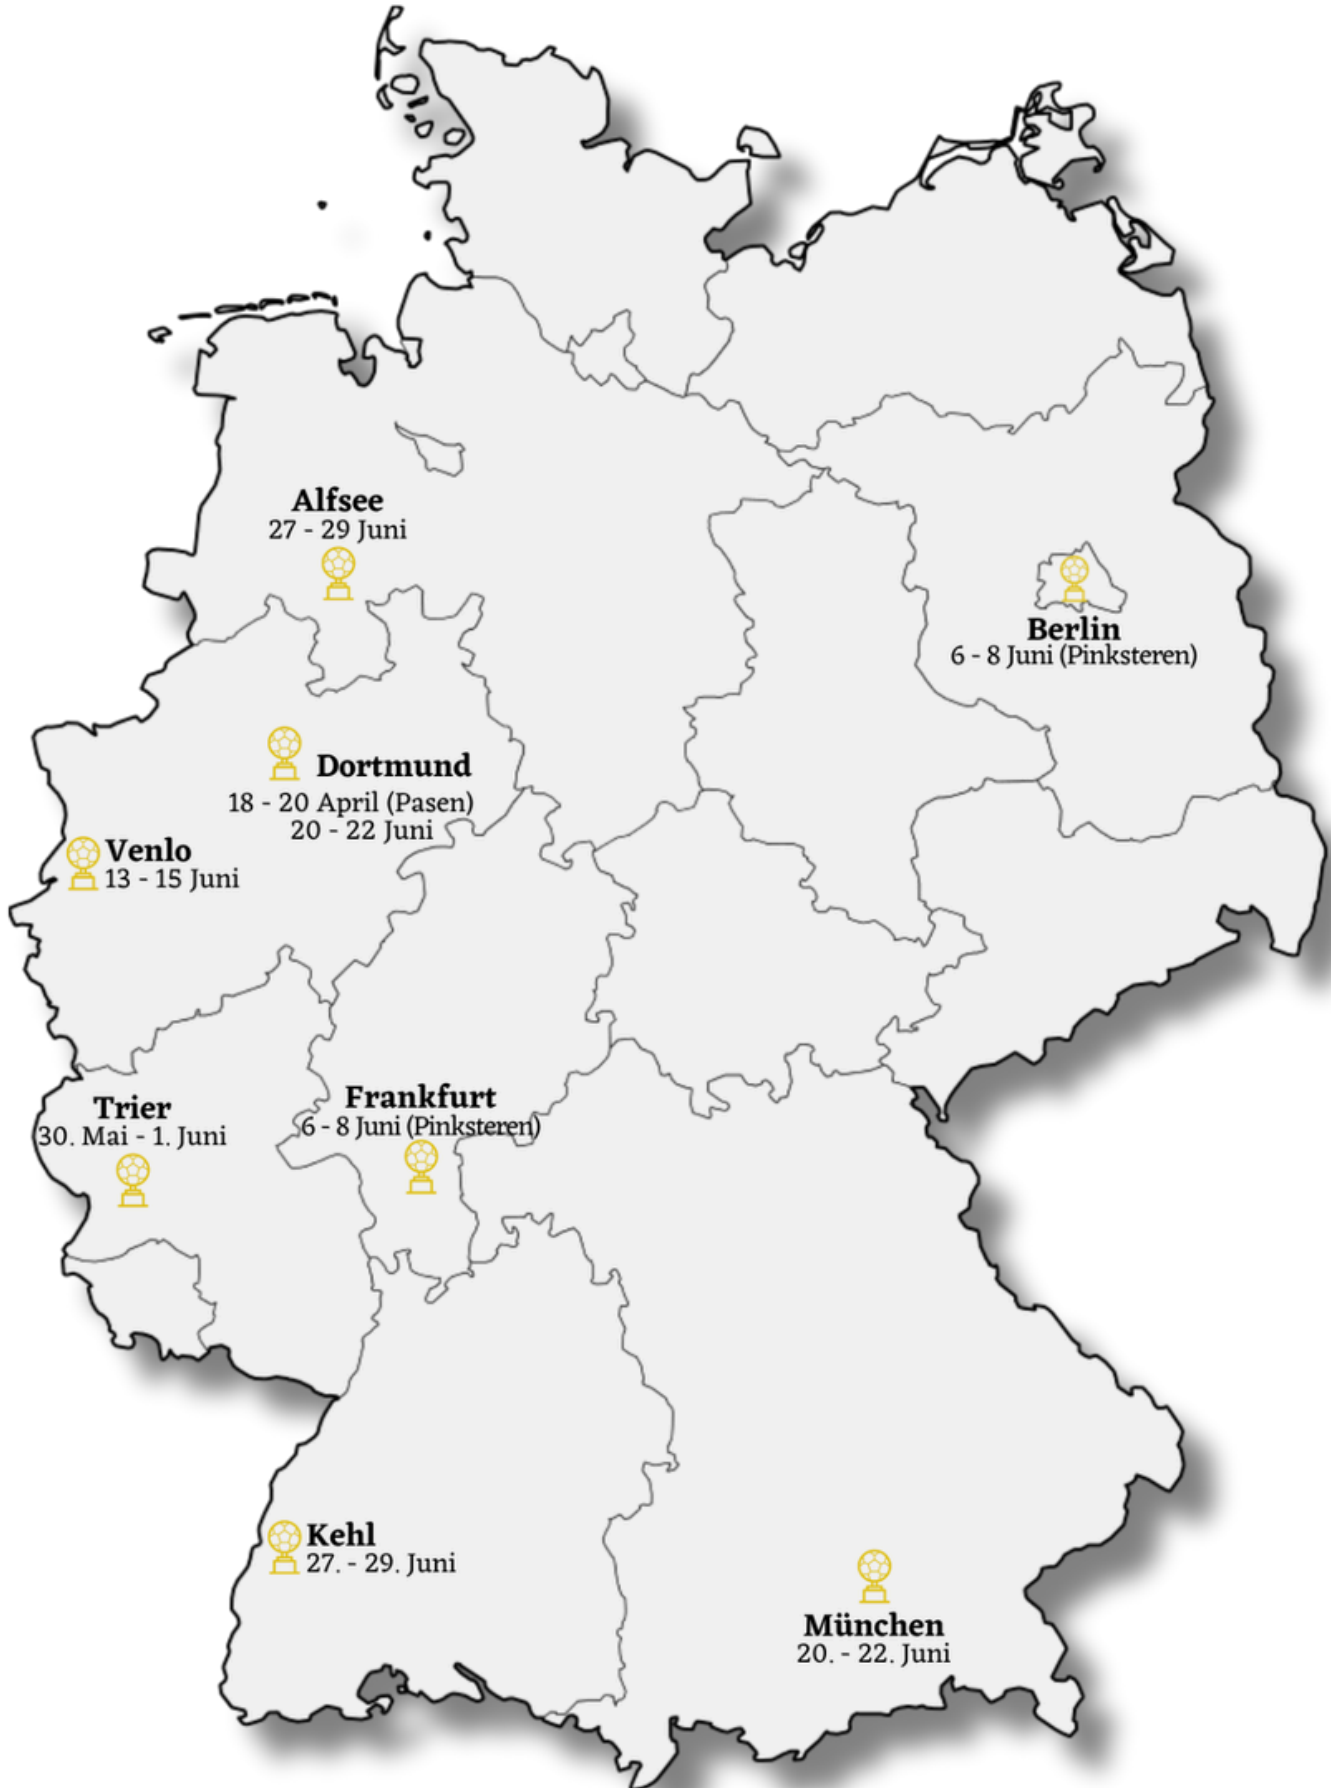 Alfsee
27 - 29 Juni
Berlin
6 - 8 Juni (Pinksteren)
Dortmund
18 - 20 April (Pasen)
20 - 22 Juni
Venlo
13 - 15 Juni
Trier
30. Mai - 1. Juni
Frankfurt
6 - 8 Juni (Pinksteren)
Kehl
27. - 29. Juni
München
20. - 22. Juni